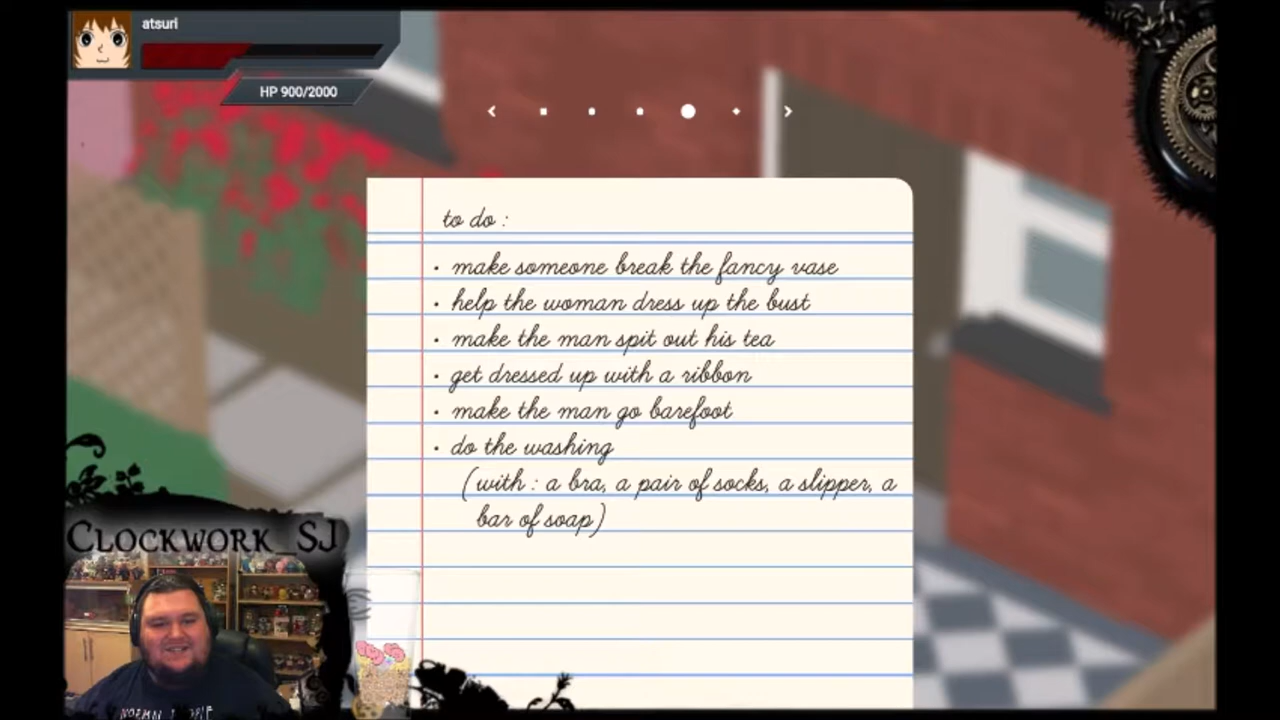 atsuri
HP 900/2000
to do :
• make someone break the fancy vase
• help the woman dress up the bust
• make the man spit out his tea
• get dressed up with a ribbon
• make the man go barefoot
• do the washing
(with : a bra, a pair of socks, a slipper, a
bar of soap)
CLOCKWORK_SJ